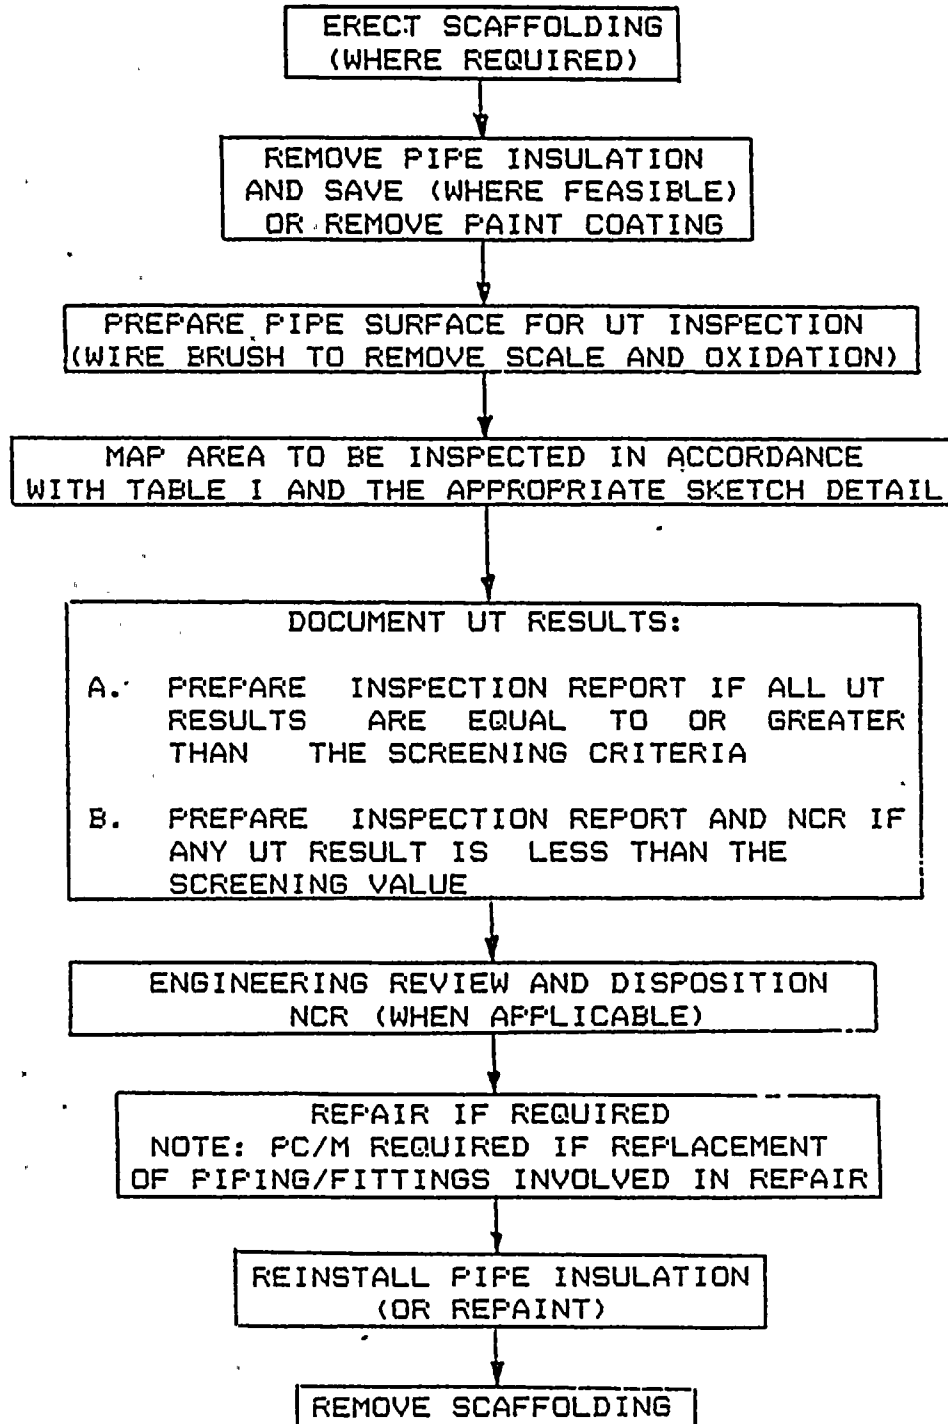 ERECT SCAFFOLDING
(WHERE REQUIRED)
REMOVE PIPE INSULATION
AND SAVE (WHERE FEASIBLE)
OR REMOVE PAINT COATING
PREPARE PIPE SURFACE FOR UT INSPECTION
(WIRE BRUSH TO REMOVE SCALE AND OXIDATION)
MAP AREA TO BE INSPECTED IN ACCORDANCE
WITH TABLE I AND THE APPROPRIATE SKETCH DETAIL
DOCUMENT UT RESULTS:
A. PREPARE INSPECTION REPORT IF ALL UT
RESULTS ARE EQUAL TO OR GREATER
THAN THE SCREENING CRITERIA
B. PREPARE INSPECTION REPORT AND NCR IF
ANY UT RESULT IS LESS THAN THE
SCREENING VALUE
ENGINEERING REVIEW AND DISPOSITION
NCR (WHEN APPLICABLE)
REPAIR IF REQUIRED
NOTE: PC/M REQUIRED IF REPLACEMENT
OF PIPING/FITTINGS INVOLVED IN REPAIR
REINSTALL PIPE INSULATION
(OR REPAINT)
REMOVE SCAFFOLDING